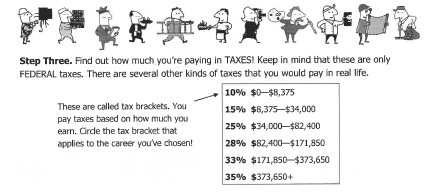 Step Three. Find out how much you're paying in TAXES! Keep in mind that these are only
FEDERAL taxes. There are several other kinds of taxes that you would pay in real life.
These are called tax brackets. You
pay taxes based on how much you
earn. Circle the tax bracket that
applies to the career you've chosen!
10% $0—$8,375
15% $8,375—$34,000
25% $34,000—$82,400
28% $82,400—$171,850
33% $171,850—$373,650
35% $373,650+